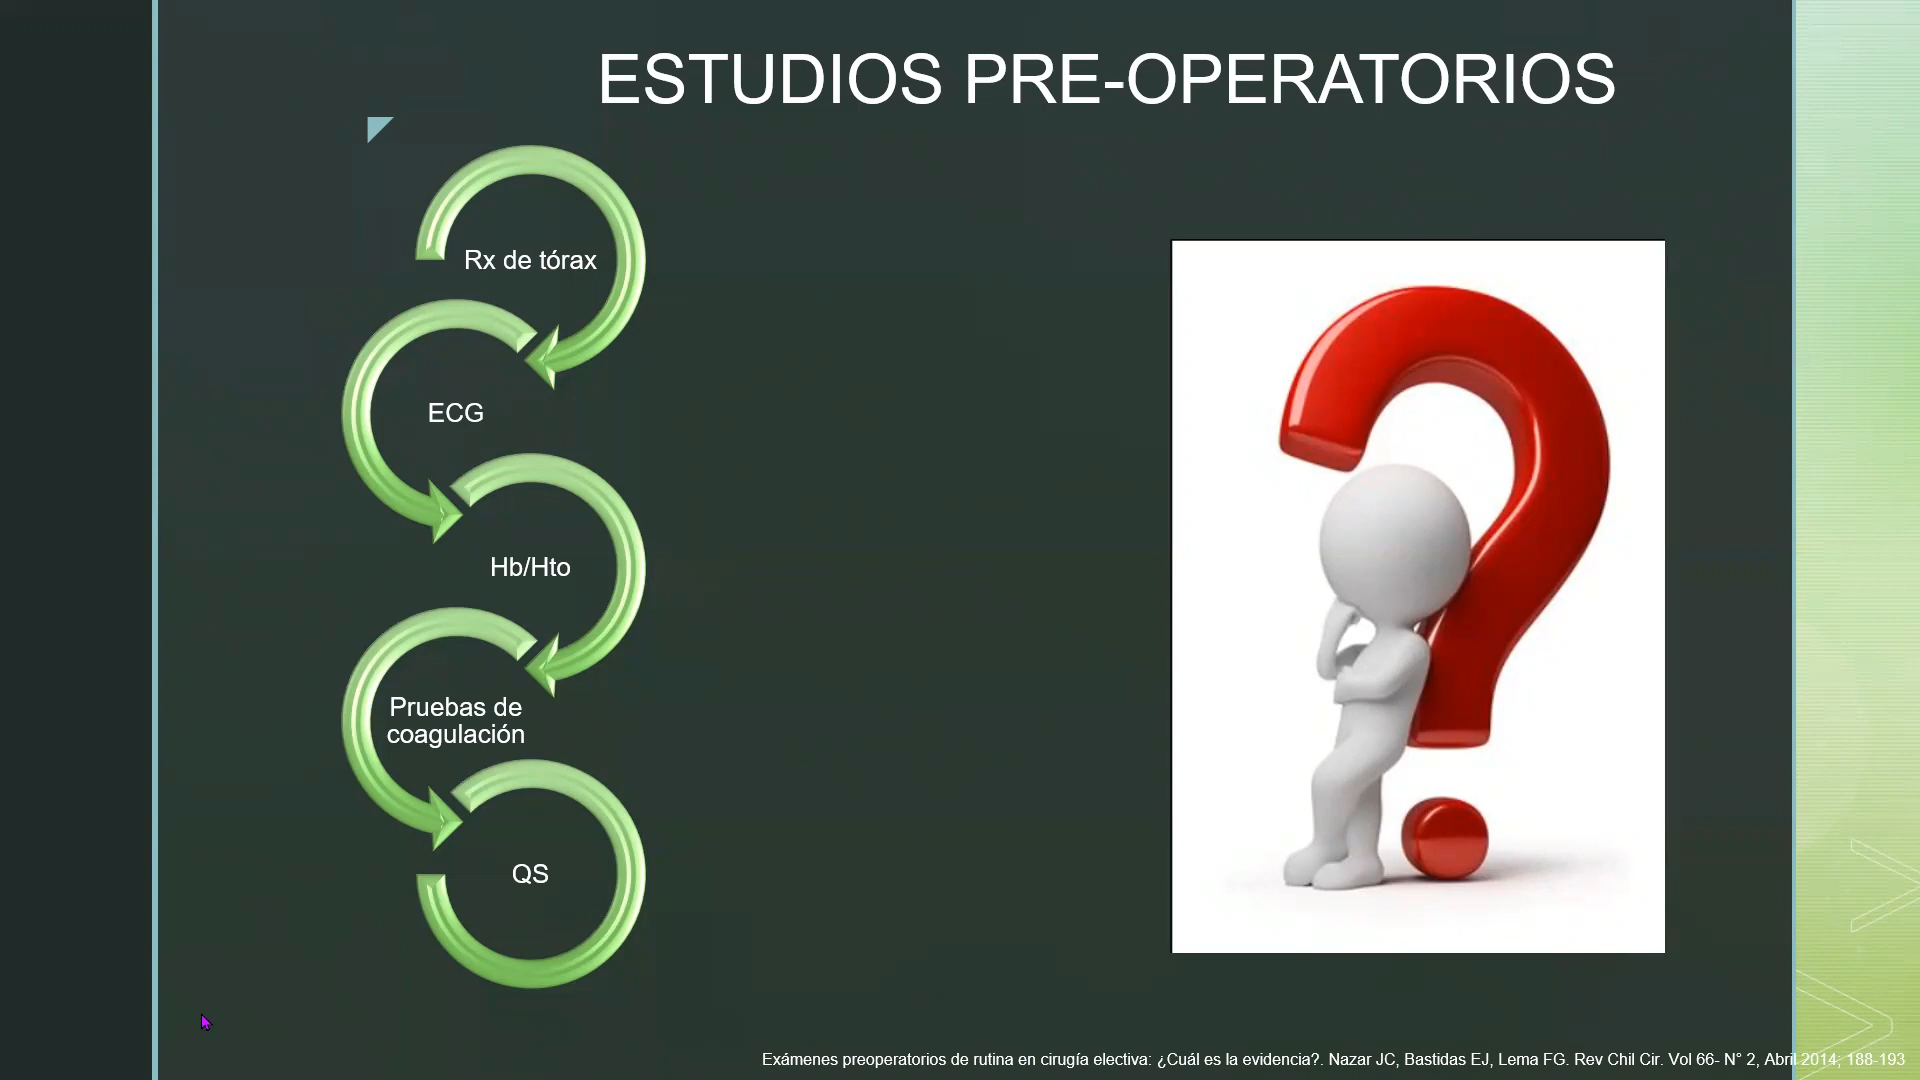 ESTUDIOS PRE-OPERATORIOS
Rx de tórax
ECG
Hb/Hto
Pruebas de
coagulación
QS
Exámenes preoperatorios de rutina en cirugía electiva: ¿Cuál es la evidencia?. Nazar JC, Bastidas EJ, Lema FG. Rev Chil Cir. Vol 66- N° 2, Abril 2014; 188-193